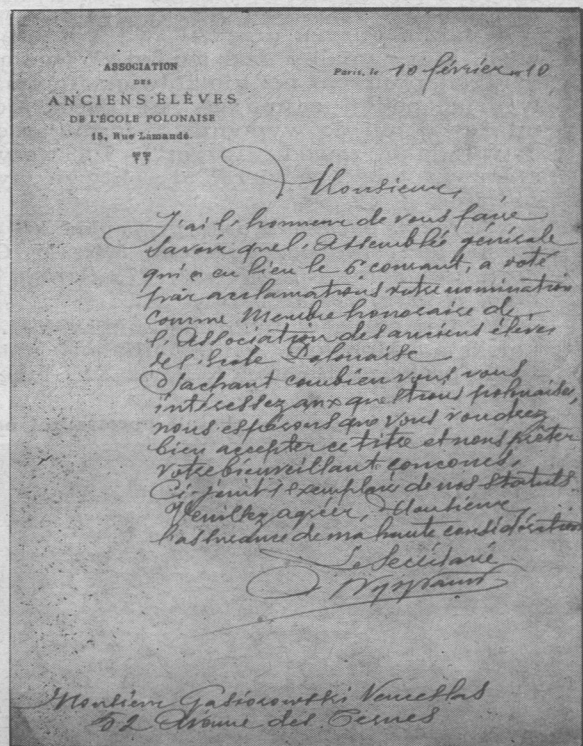 ASSOCIATION
DES
ANCIENS ÉLÈVES
DE L'ÉCOLE POLONAISE
15, Rue Lamandé.
Paris, le 10 février 1910
Monsieur,
J'ai l'honneur de vous faire
savoir que l'Assemblée générale
qui a eu lieu le 6 courant, a voté
par acclamations votre nomination
comme Membre honoraire de
l'Association des anciens élèves
de l'Ecole Polonaise
Sachant combien vous vous
intéressez aux questions polonaises,
nous espérons que vous voudrez
bien accepter ce titre et nous prêter
votre bienveillant concours.
Ci-joint 1 exemplaire de nos statuts
Veuillez agréer, Monsieur
l'assurance de ma haute considération
Le Secrétaire
Monsieur Gasiorowski Venceslas
52 Avenue des Ternes